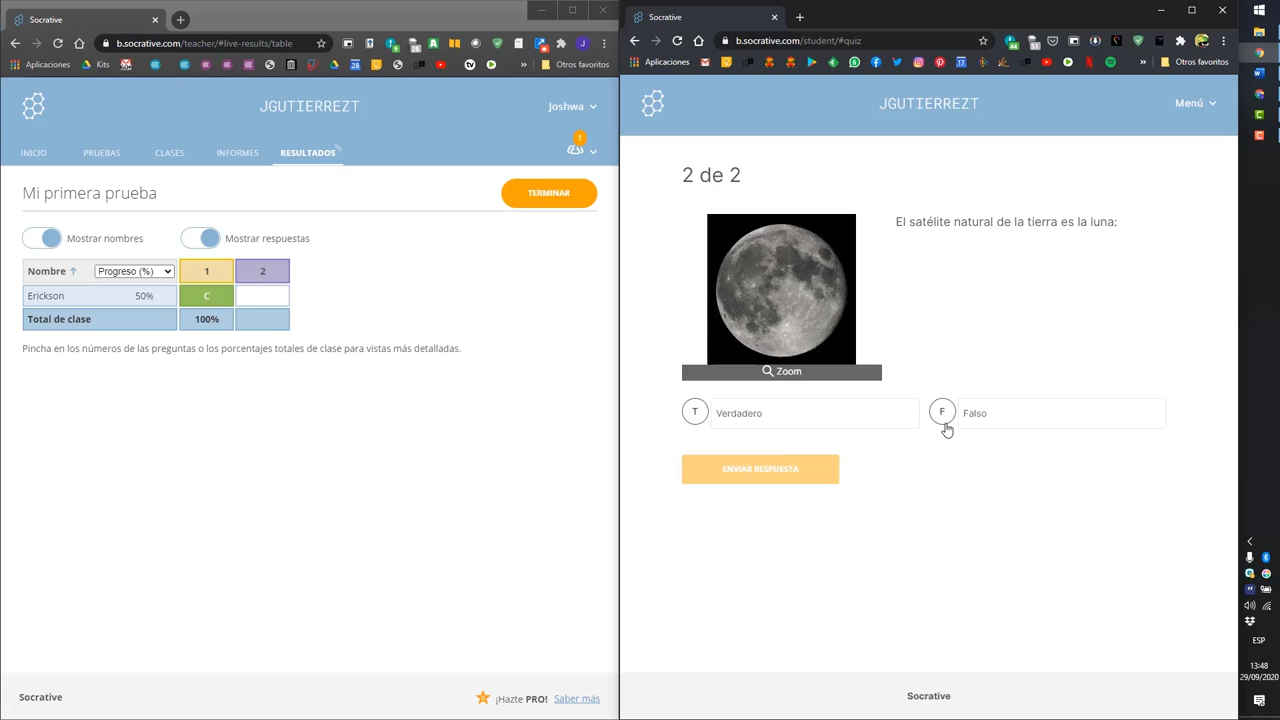 Socrative
b.socrative.com/teacher/#live-results/table
Aplicaciones
Kits
Otros favoritos
JGUTIERREZT
Joshwa
1
INICIO
PRUEBAS
CLASES
INFORMES
RESULTADOS
Mi primera prueba
TERMINAR
Mostrar nombres
Mostrar respuestas
Nombre ↑ Progreso (%) 1 2
Erickson 50% C
Total de clase 100%
Pincha en los números de las preguntas o los porcentajes totales de clase para vistas más detalladas.
Socrative
¡Hazte PRO! Saber más
Socrative
b.socrative.com/student/#quiz
Aplicaciones
Otros favoritos
JGUTIERREZT
Menú
2 de 2
El satélite natural de la tierra es la luna:
Zoom
T Verdadero
F Falso
ENVIAR RESPUESTA
Socrative
ESP
13:48
29/09/2020